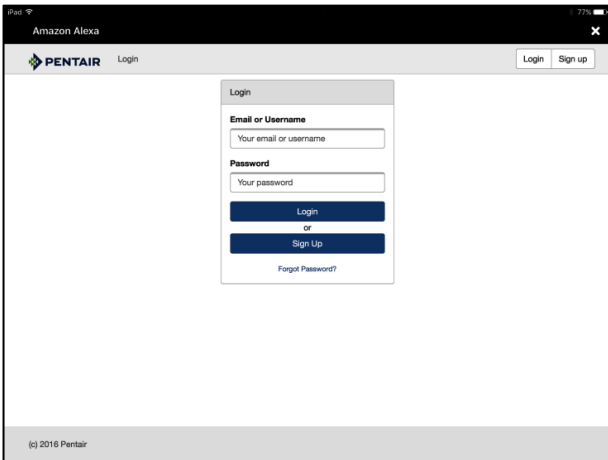 iPad 77%
Amazon Alexa
PENTAIR Login Login Sign up
Login
Email or Username
Your email or username
Password
Your password
Login
or
Sign Up
Forgot Password?
(c) 2016 Pentair